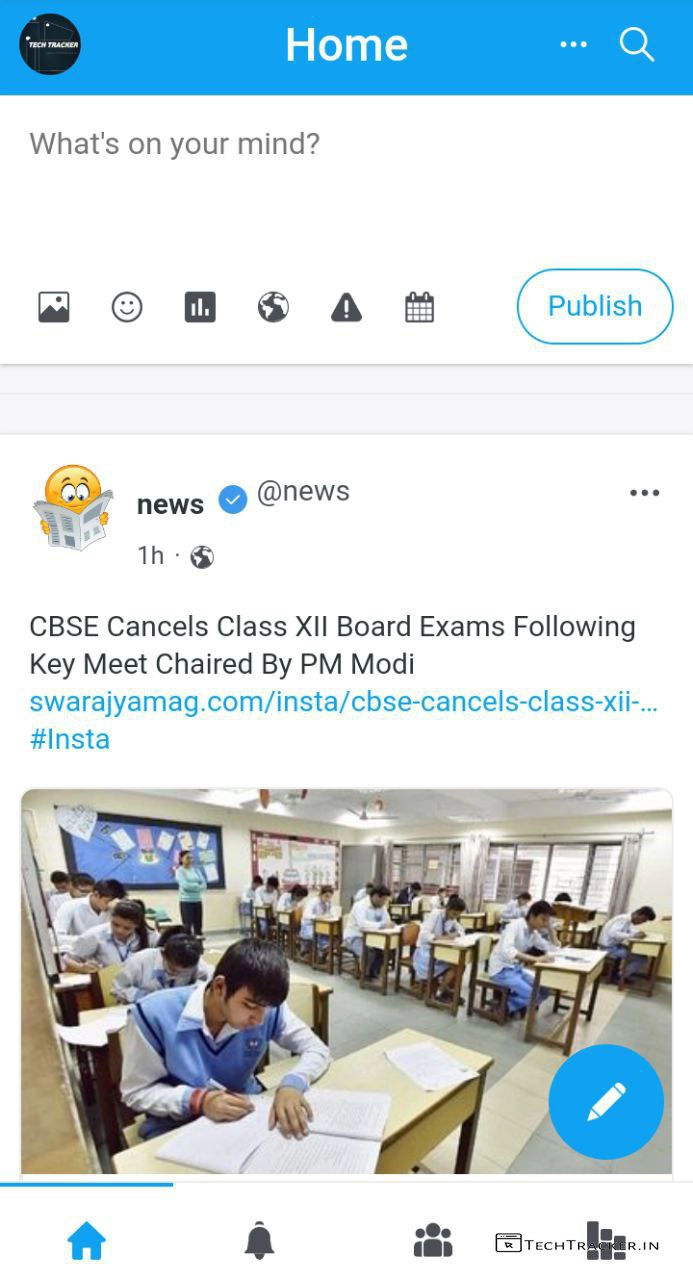 TECH TRACKER
Home
What's on your mind?
Publish
news @news
1h ·
CBSE Cancels Class XII Board Exams Following
Key Meet Chaired By PM Modi
swarajyamag.com/insta/cbse-cancels-class-xii-...
#Insta
TECHTRACKER.IN